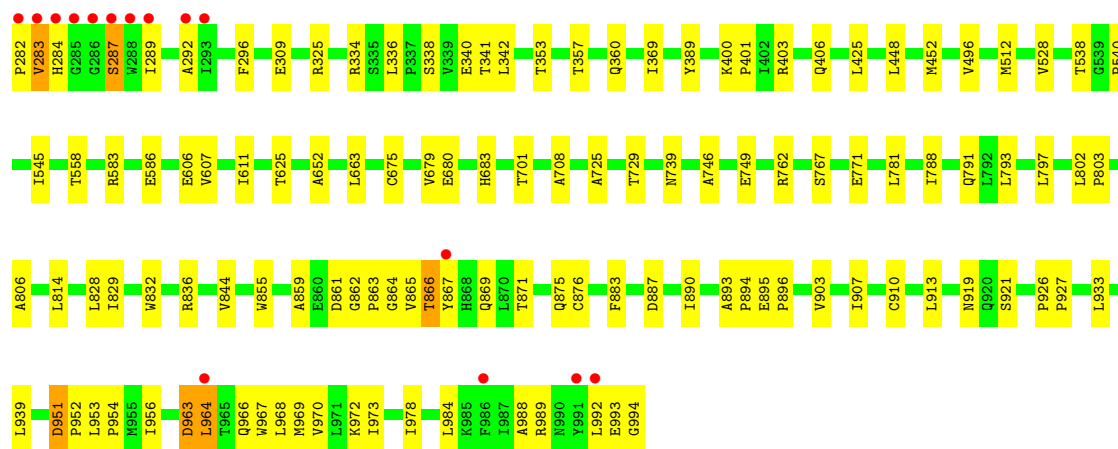 P282 V283 H284 G285 G286 S287 W288 I289 A292 I293 F296 E309 R325 R334 S335 L336 P337 S338 V339 E340 T341 L342 T353 T357 Q360 I369 Y389 K400 P401 I402 R403 Q406 L425 L448 M452 V496 M512 V528 T538 G539
I545 T558 R583 E586 E606 V607 I611 T625 A652 L663 C675 V679 E680 H683 T701 A708 A725 T729 N739 A746 E749 R762 S767 E771 L781 I788 Q791 L792 L793 L797 L802 P803
A806 L814 L828 I829 W832 R836 V844 W855 A859 E860 D861 G862 P863 G864 V865 T866 Y867 H868 Q869 L870 T871 Q875 C876 F883 D887 I890 A893 P894 E895 P896 V903 I907 C910 L913 N919 Q920 S921 P926 P927 L933
L939 D951 P952 L953 P954 M955 I956 D963 L964 T965 Q966 W967 L968 M969 V970 L971 K972 I973 I978 L984 K985 F986 I987 A988 R989 N990 Y991 L992 E993 G994